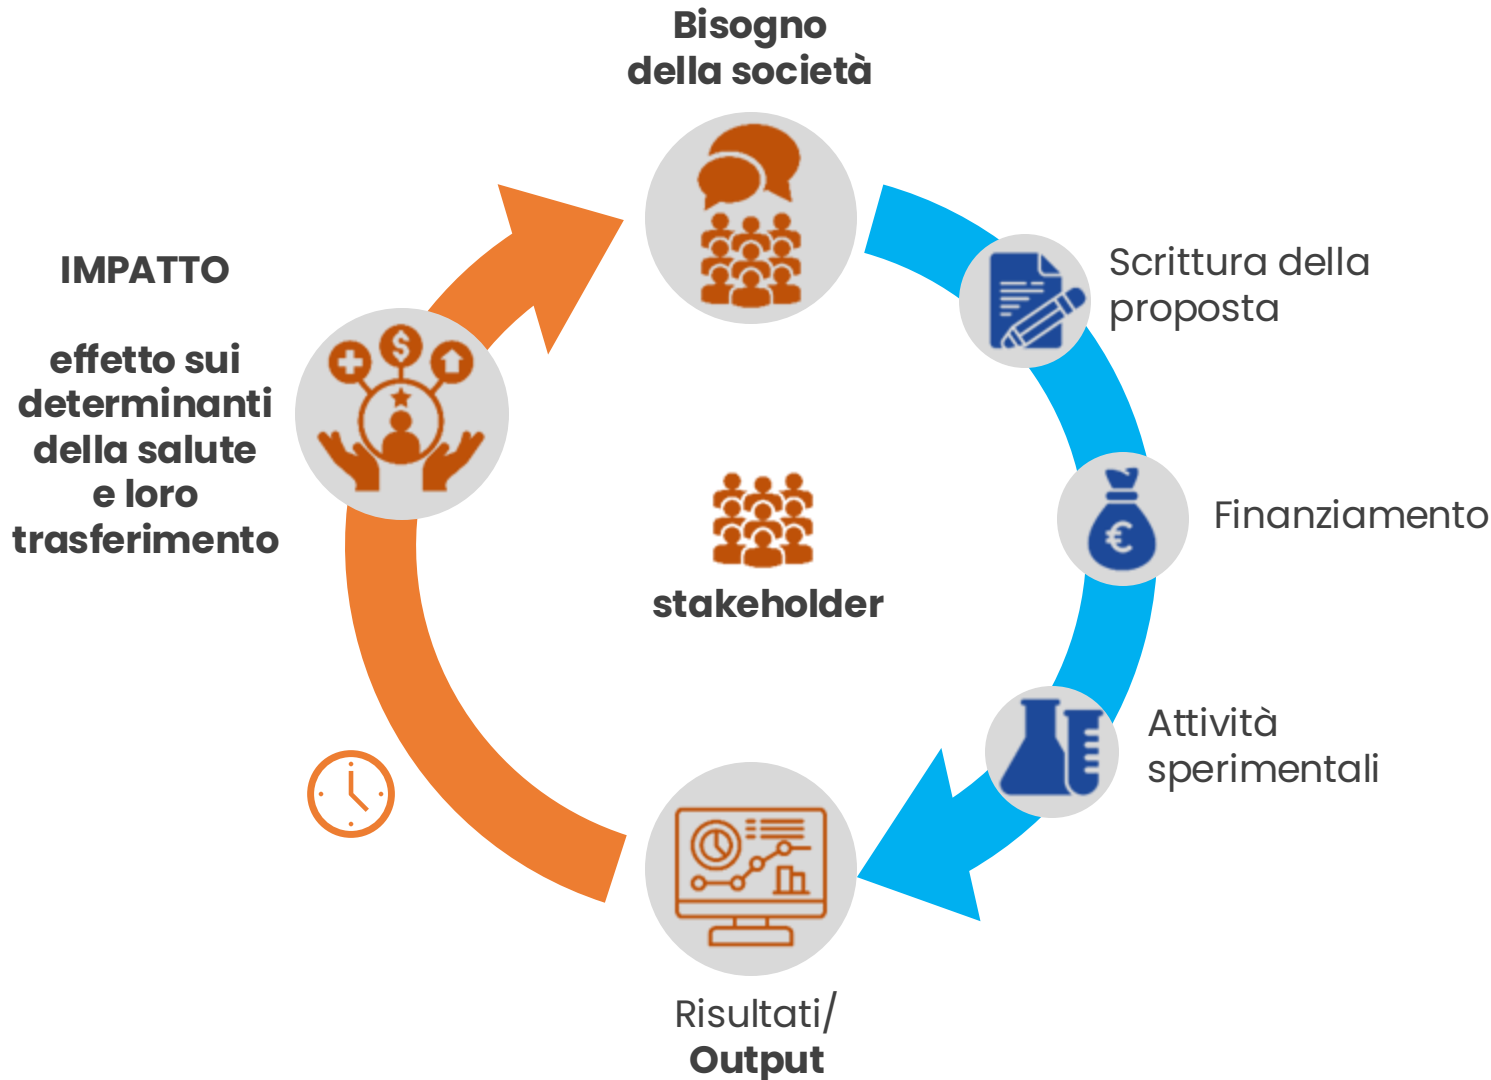 Bisogno
della società
Scrittura della
proposta
Finanziamento
Attività
sperimentali
Risultati/
Output
IMPATTO
effetto sui
determinanti
della salute
e loro
trasferimento
stakeholder
$
€